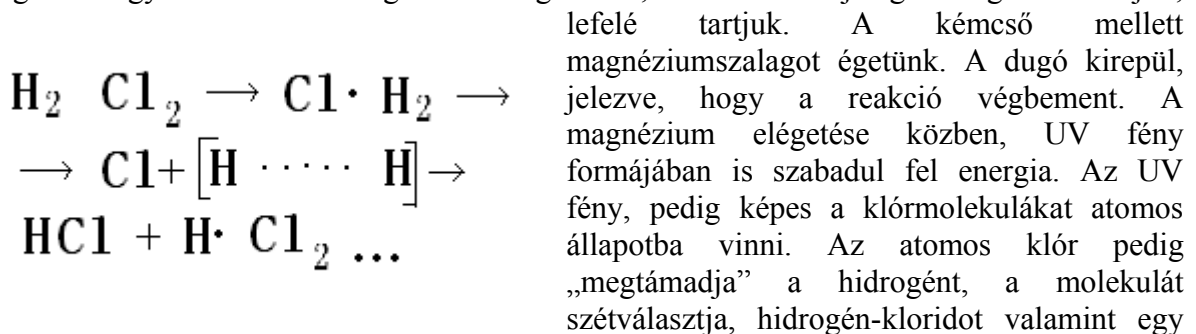 H₂ Cl₂ → Cl· H₂ →
→ Cl+[H ····· H]→
HCl + H· Cl₂ ...
lefelé tartjuk. A kémcső mellett
magnéziumszalagot égetünk. A dugó kirepül,
jelezve, hogy a reakció végbement. A
magnézium elégetése közben, UV fény
formájában is szabadul fel energia. Az UV
fény, pedig képes a klórmolekulákat atomos
állapotba vinni. Az atomos klór pedig
„megtámadja” a hidrogént, a molekulát
szétválasztja, hidrogén-kloridot valamint egy